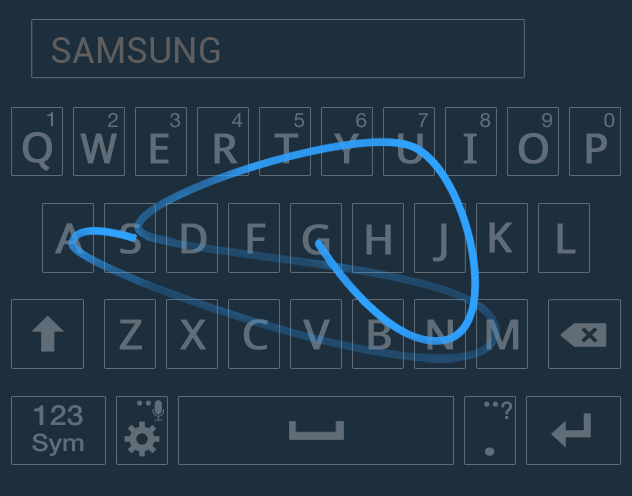 SAMSUNG
1 2 3 4 5 6 7 8 9 0
Q W E R T Y U I O P
A S D F G H J K L
Z X C V B N M
123 ?
Sym .